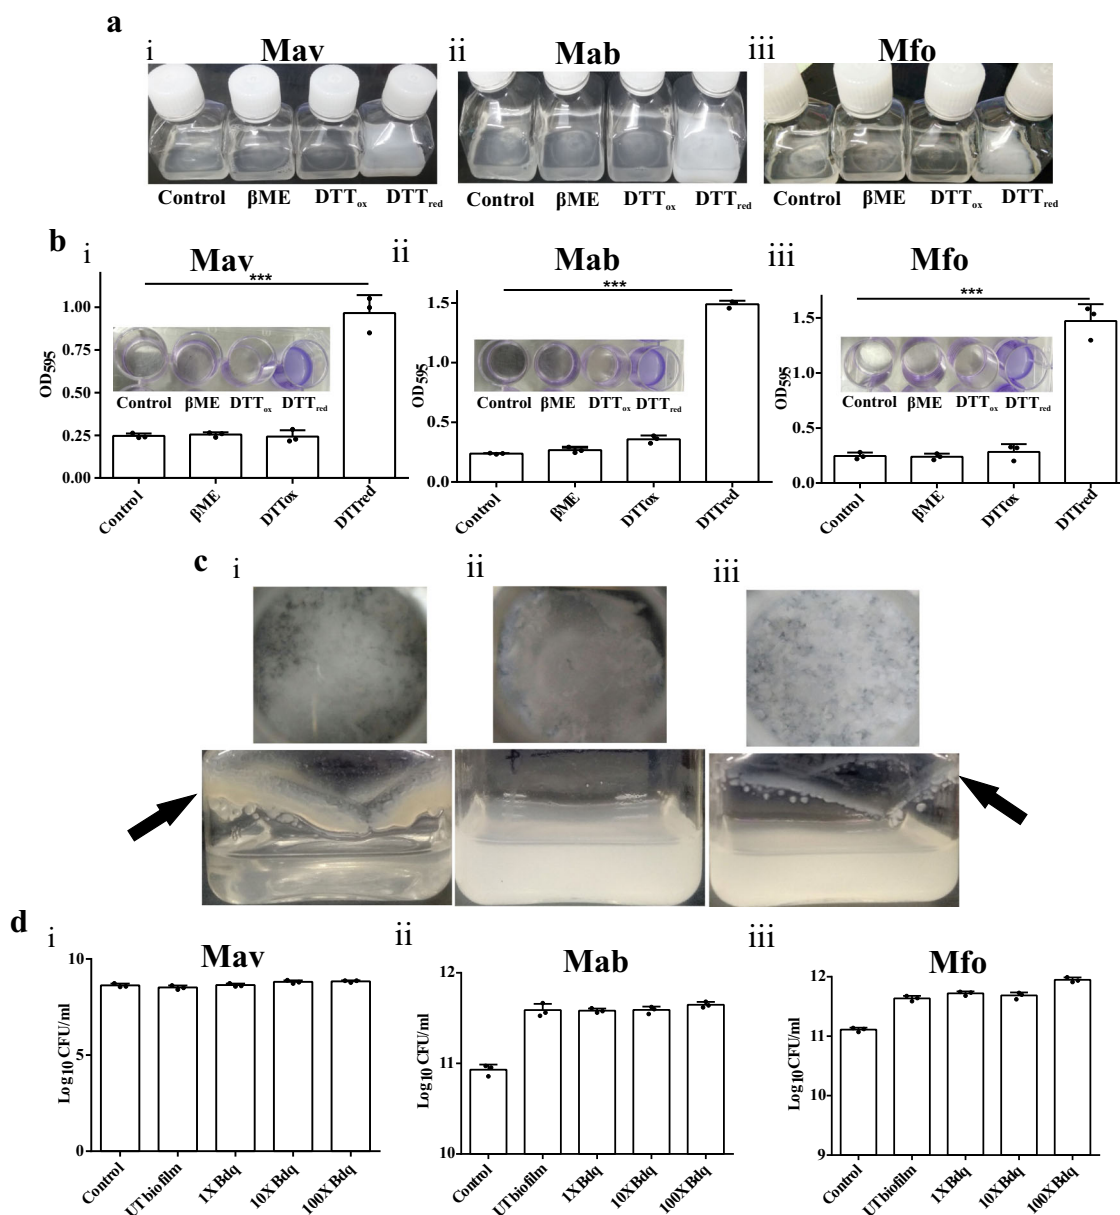 a
i Mav ii Mab iii Mfo
Control βME DTTox DTTred Control βME DTTox DTTred Control βME DTTox DTTred
b
i Mav ii Mab iii Mfo
***
OD595
1.00
0.75
0.50
0.25
0.00
Control βME DTTox DTTred
Control βME DTTox DTTred
***
OD595
1.5
1.0
0.5
0.0
Control βME DTTox DTTred
Control βME DTTox DTTred
***
OD595
1.5
1.0
0.5
0.0
Control βME DTTox DTTred
Control βME DTTox DTTred
c
i ii iii
d
i Mav ii Mab iii Mfo
Log10 CFU/ml
10
5
0
Control UT biofilm 1X Bdq 10X Bdq 100X Bdq
Log10 CFU/ml
12
11
10
Control UT biofilm 1X Bdq 10X Bdq 100X Bdq
Log10 CFU/ml
12
11
10
9
Control UT biofilm 1X Bdq 10X Bdq 100X Bdq